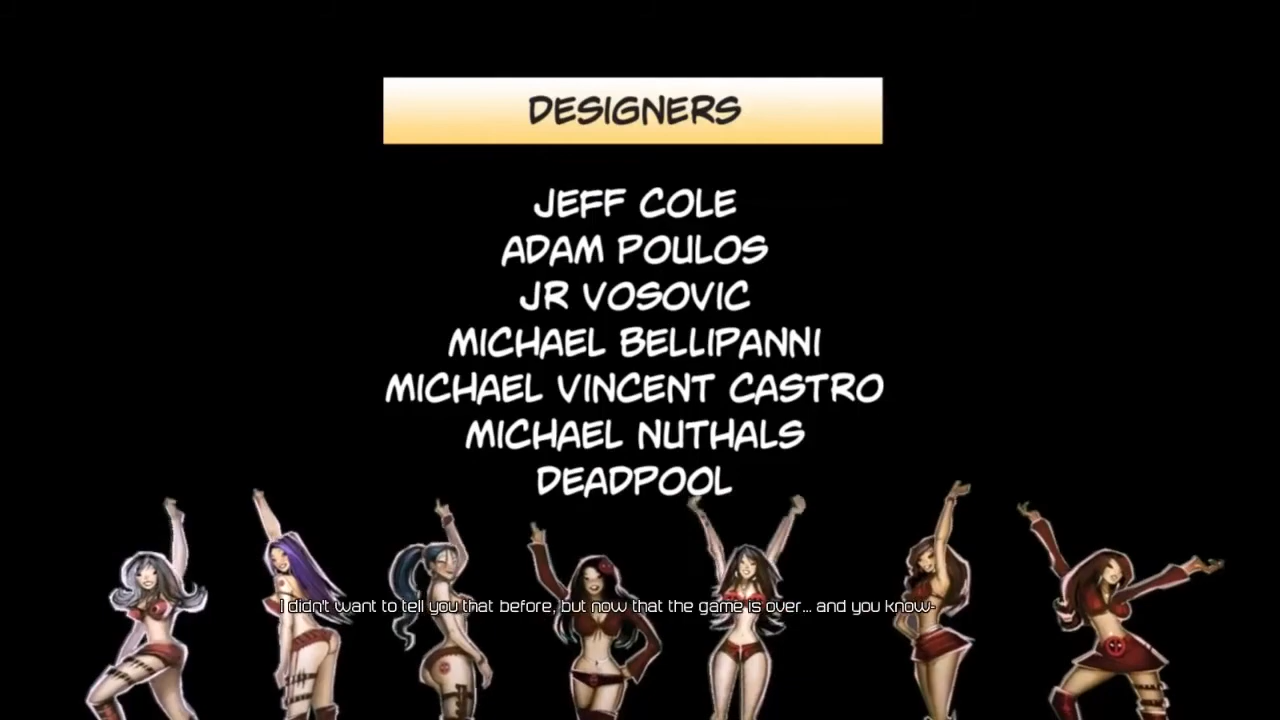 DESIGNERS
JEFF COLE
ADAM POULOS
JR VOSOVIC
MICHAEL BELLIPANNI
MICHAEL VINCENT CASTRO
MICHAEL NUTHALS
DEADPOOL
I didn't want to tell you that before, but now that the game is over... and you know-